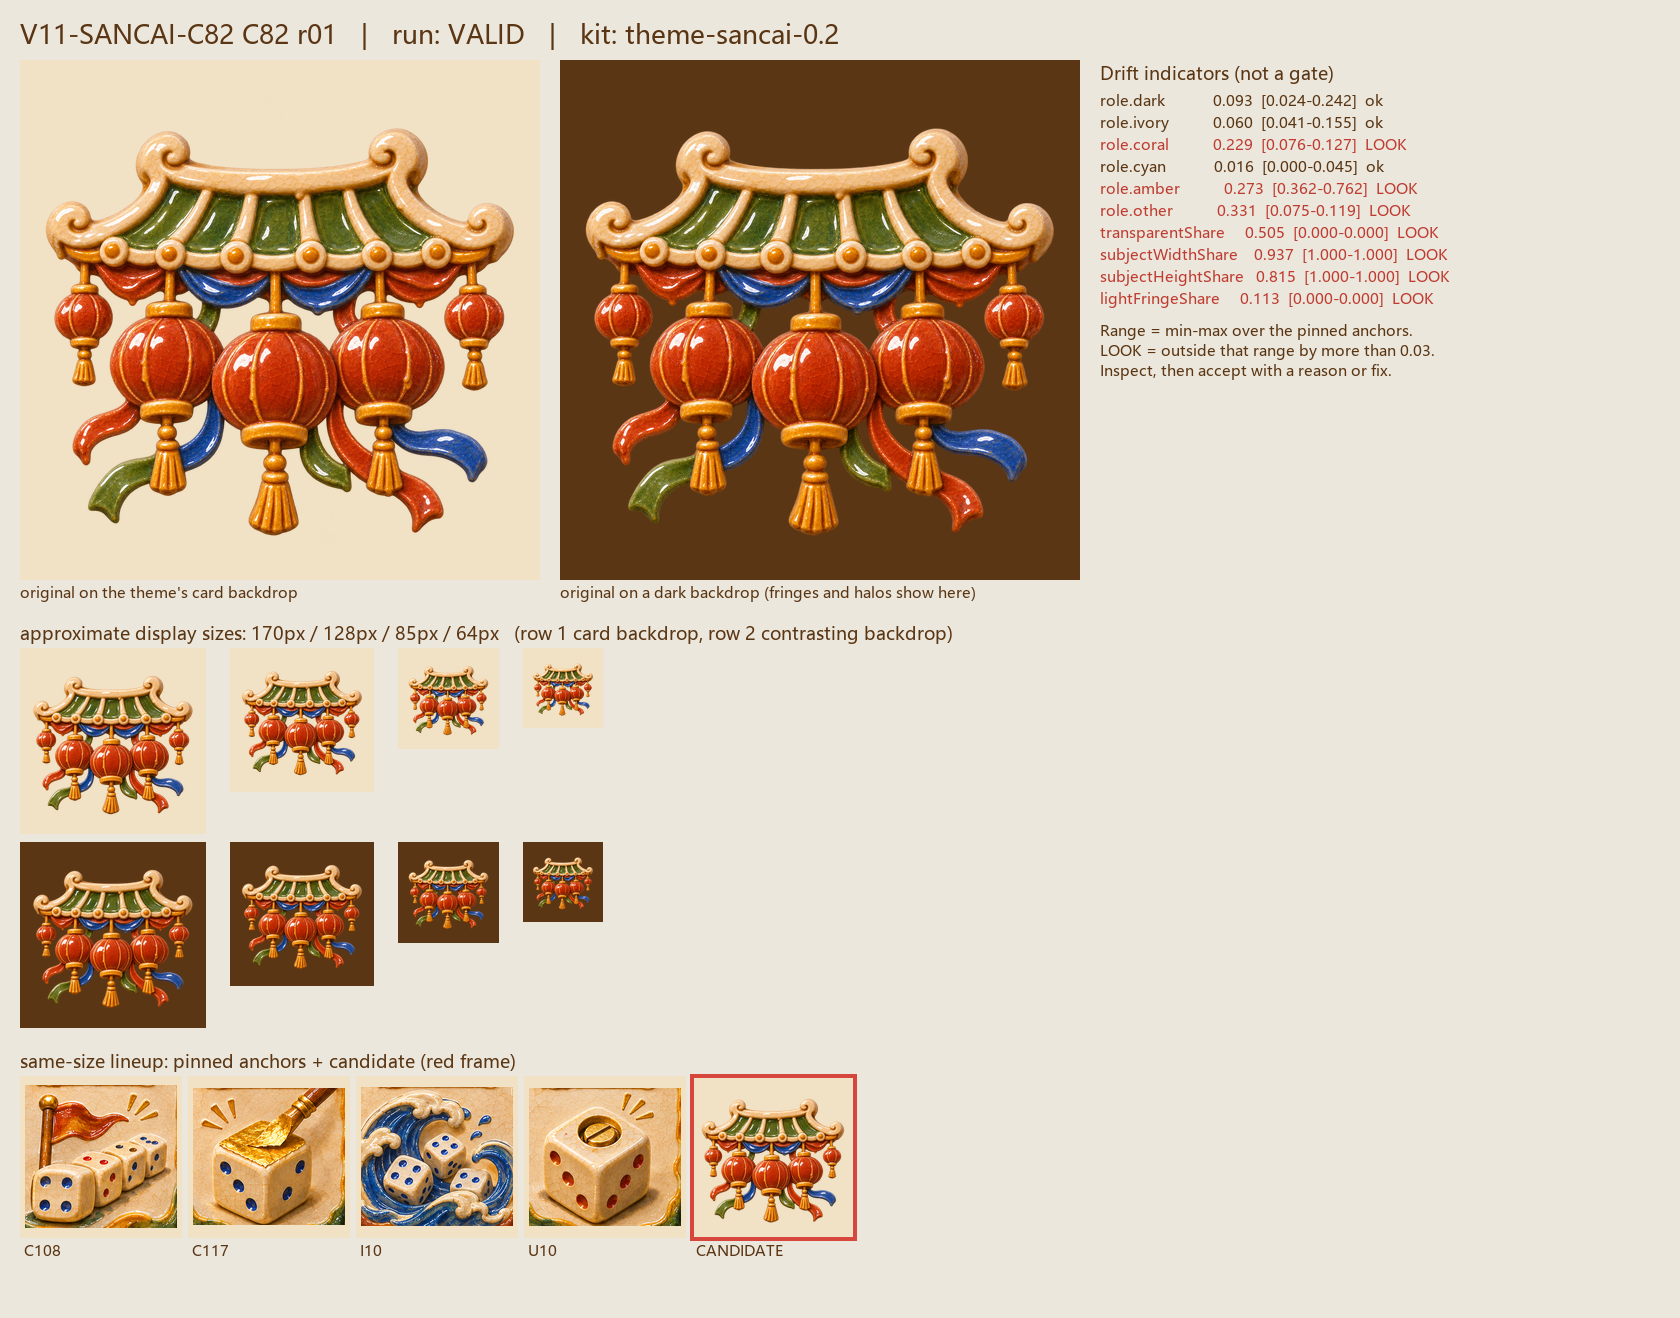 V11-SANCAI-C82 C82 r01 | run: VALID | kit: theme-sancai-0.2
Drift indicators (not a gate)
role.dark 0.093 [0.024-0.242] ok
role.ivory 0.060 [0.041-0.155] ok
role.coral 0.229 [0.076-0.127] LOOK
role.cyan 0.016 [0.000-0.045] ok
role.amber 0.273 [0.362-0.762] LOOK
role.other 0.331 [0.075-0.119] LOOK
transparentShare 0.505 [0.000-0.000] LOOK
subjectWidthShare 0.937 [1.000-1.000] LOOK
subjectHeightShare 0.815 [1.000-1.000] LOOK
lightFringeShare 0.113 [0.000-0.000] LOOK
Range = min-max over the pinned anchors.
LOOK = outside that range by more than 0.03.
Inspect, then accept with a reason or fix.
original on the theme's card backdrop
original on a dark backdrop (fringes and halos show here)
approximate display sizes: 170px / 128px / 85px / 64px (row 1 card backdrop, row 2 contrasting backdrop)
same-size lineup: pinned anchors + candidate (red frame)
C108
C117
I10
U10
CANDIDATE